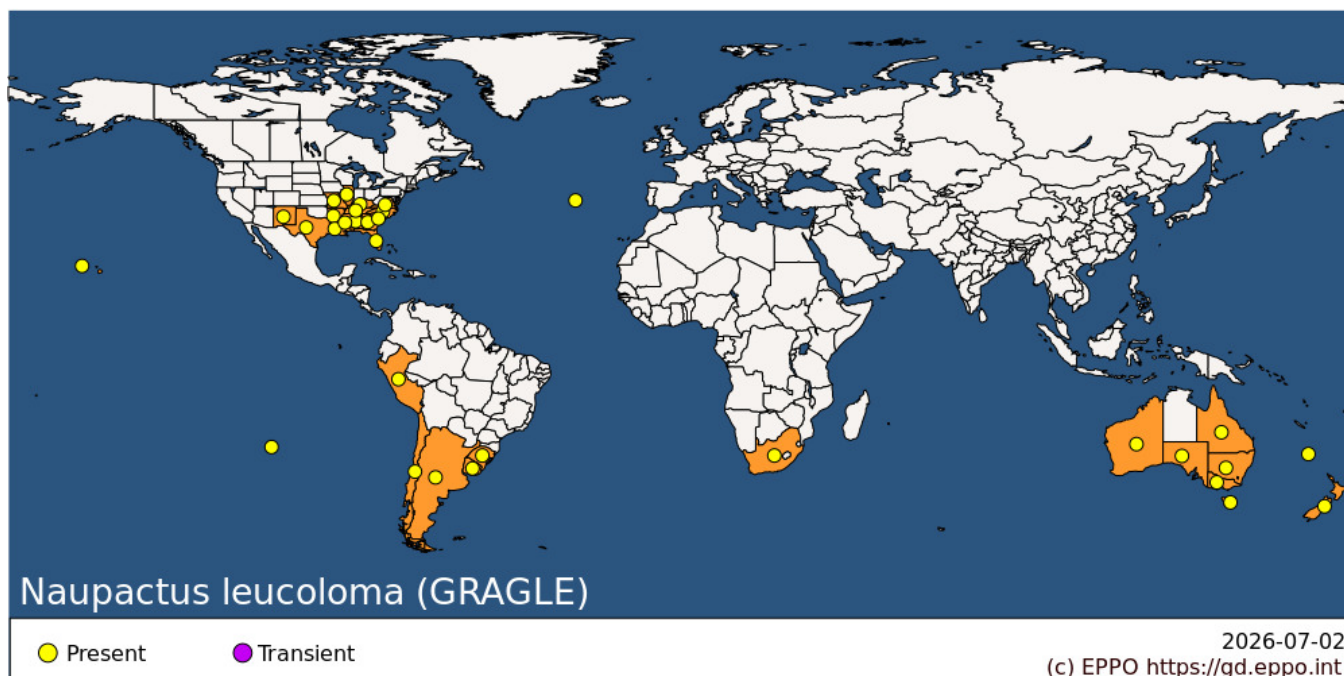 Naupactus leucoloma (GRAGLE)
Present
Transient
2026-07-02
(c) EPPO https://gd.eppo.int